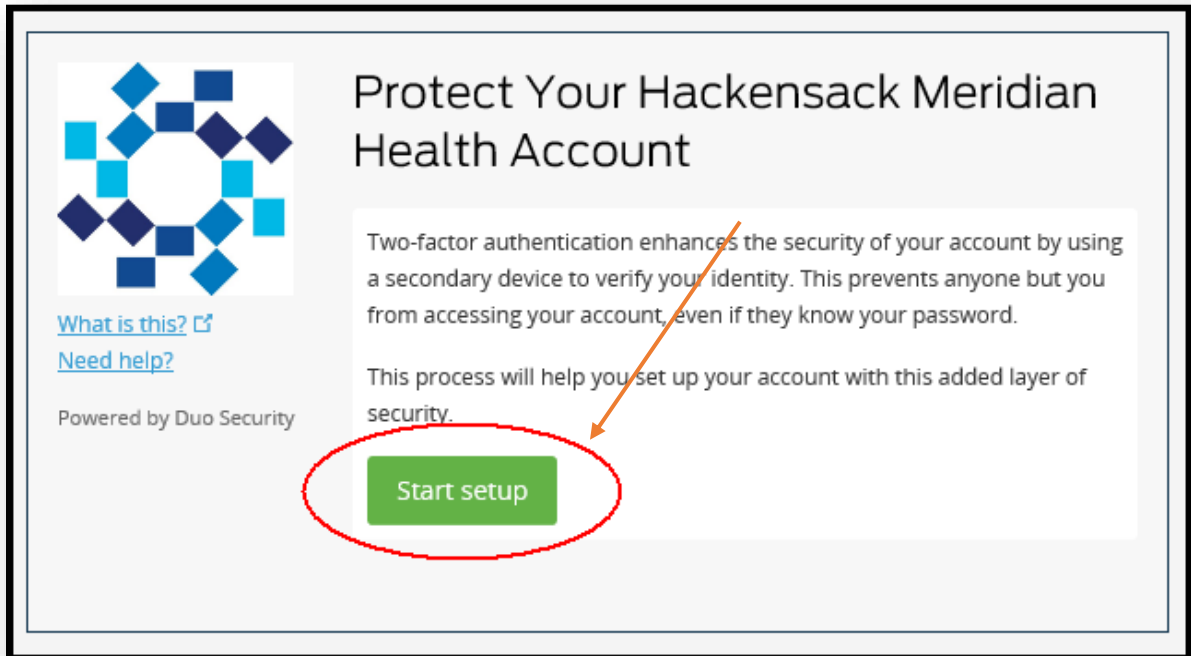 Protect Your Hackensack Meridian
Health Account
Two-factor authentication enhances the security of your account by using
a secondary device to verify your identity. This prevents anyone but you
from accessing your account, even if they know your password.
This process will help you set up your account with this added layer of
security.
Start setup
What is this?
Need help?
Powered by Duo Security